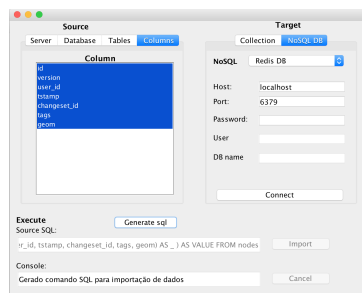 Source
Target
Server Database Tables Columns
Collection NoSQL DB
Column
id
version
user_id
tstamp
changeset_id
tags
geom
NoSQL Redis DB
Host: localhost
Port: 6379
Password:
User
DB name
Connect
Execute
Generate sql
Source SQL:
er_id, tstamp, changeset_id, tags, geom) AS _ ) AS VALUE FROM nodes
Import
Console:
Gerado comando SQL para importação de dados
Cancel